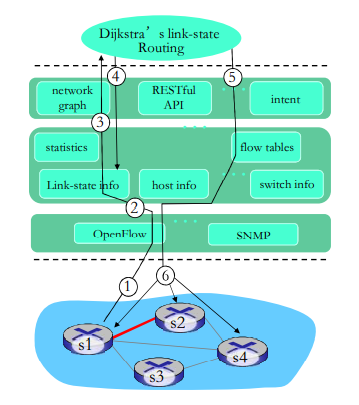 Dijkstra’s link-state
Routing
4
5
network
graph
RESTful
API
intent
3
statistics
flow tables
Link-state info
host info
switch info
2
OpenFlow
SNMP
1
6
s2
s1
s4
s3